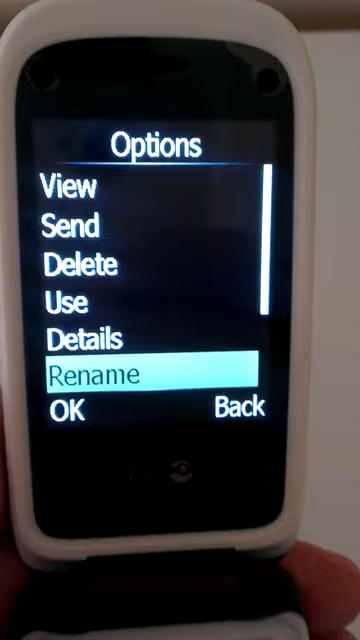 Options
View
Send
Delete
Use
Details
Rename
OK Back